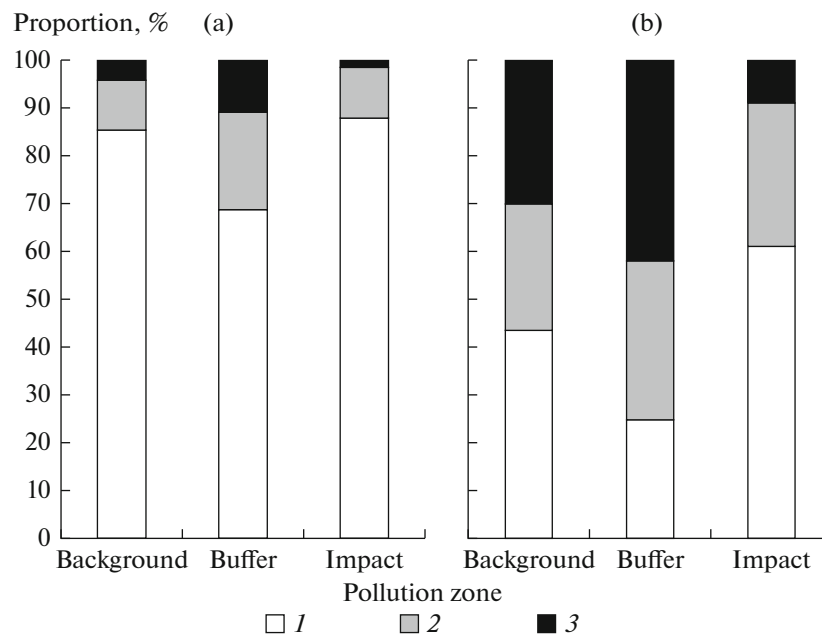 Proportion, % (a) (b)
100
90
80
70
60
50
40
30
20
10
0
Background Buffer Impact Background Buffer Impact
Pollution zone
1 2 3